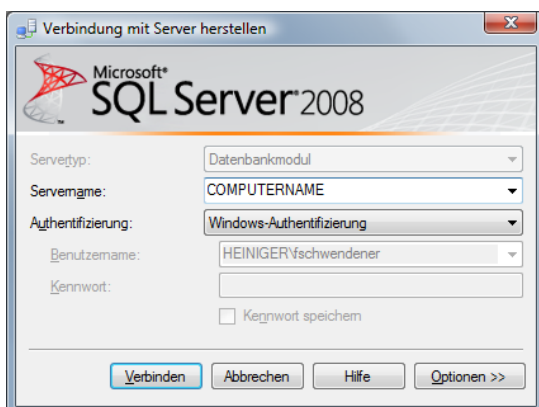 Verbindung mit Server herstellen
Microsoft®
SQL Server® 2008
Servertyp: Datenbankmodul
Servername: COMPUTERNAME
Authentifizierung: Windows-Authentifizierung
Benutzername: HEINIGER\fschwendener
Kennwort:
Kennwort speichern
Verbinden Abbrechen Hilfe Optionen >>